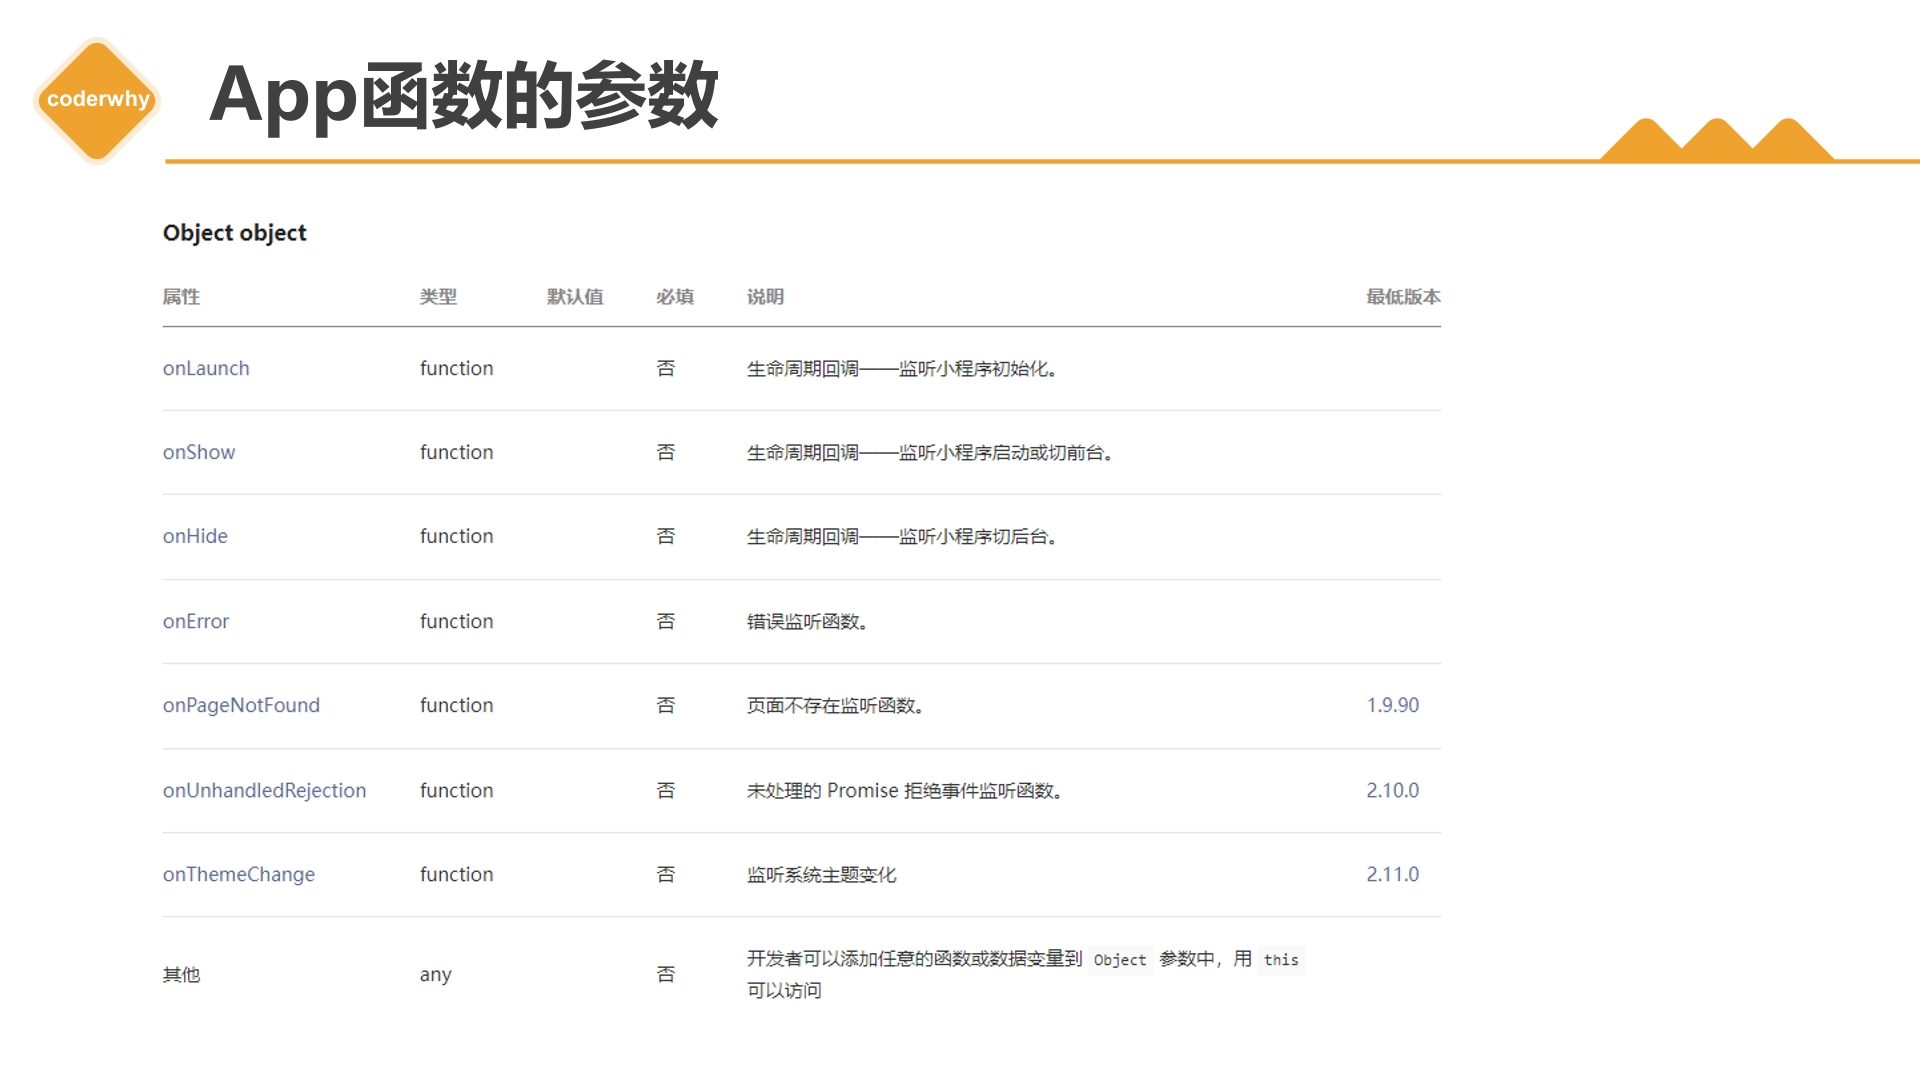 coderwhy
App函数的参数
Object object
属性 类型 默认值 必填 说明 最低版本
onLaunch function 否 生命周期回调——监听小程序初始化。
onShow function 否 生命周期回调——监听小程序启动或切前台。
onHide function 否 生命周期回调——监听小程序切后台。
onError function 否 错误监听函数。
onPageNotFound function 否 页面不存在监听函数。 1.9.90
onUnhandledRejection function 否 未处理的 Promise 拒绝事件监听函数。 2.10.0
onThemeChange function 否 监听系统主题变化 2.11.0
其他 any 否 开发者可以添加任意的函数或数据变量到 Object 参数中，用 this
可以访问